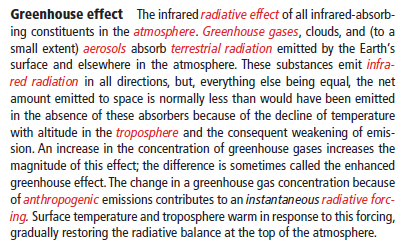 Greenhouse effect The infrared radiative effect of all infrared-absorb-
ing constituents in the atmosphere. Greenhouse gases, clouds, and (to a
small extent) aerosols absorb terrestrial radiation emitted by the Earth's
surface and elsewhere in the atmosphere. These substances emit infra-
red radiation in all directions, but, everything else being equal, the net
amount emitted to space is normally less than would have been emitted
in the absence of these absorbers because of the decline of temperature
with altitude in the troposphere and the consequent weakening of emis-
sion. An increase in the concentration of greenhouse gases increases the
magnitude of this effect; the difference is sometimes called the enhanced
greenhouse effect. The change in a greenhouse gas concentration because
of anthropogenic emissions contributes to an instantaneous radiative forc-
ing. Surface temperature and troposphere warm in response to this forcing,
gradually restoring the radiative balance at the top of the atmosphere.